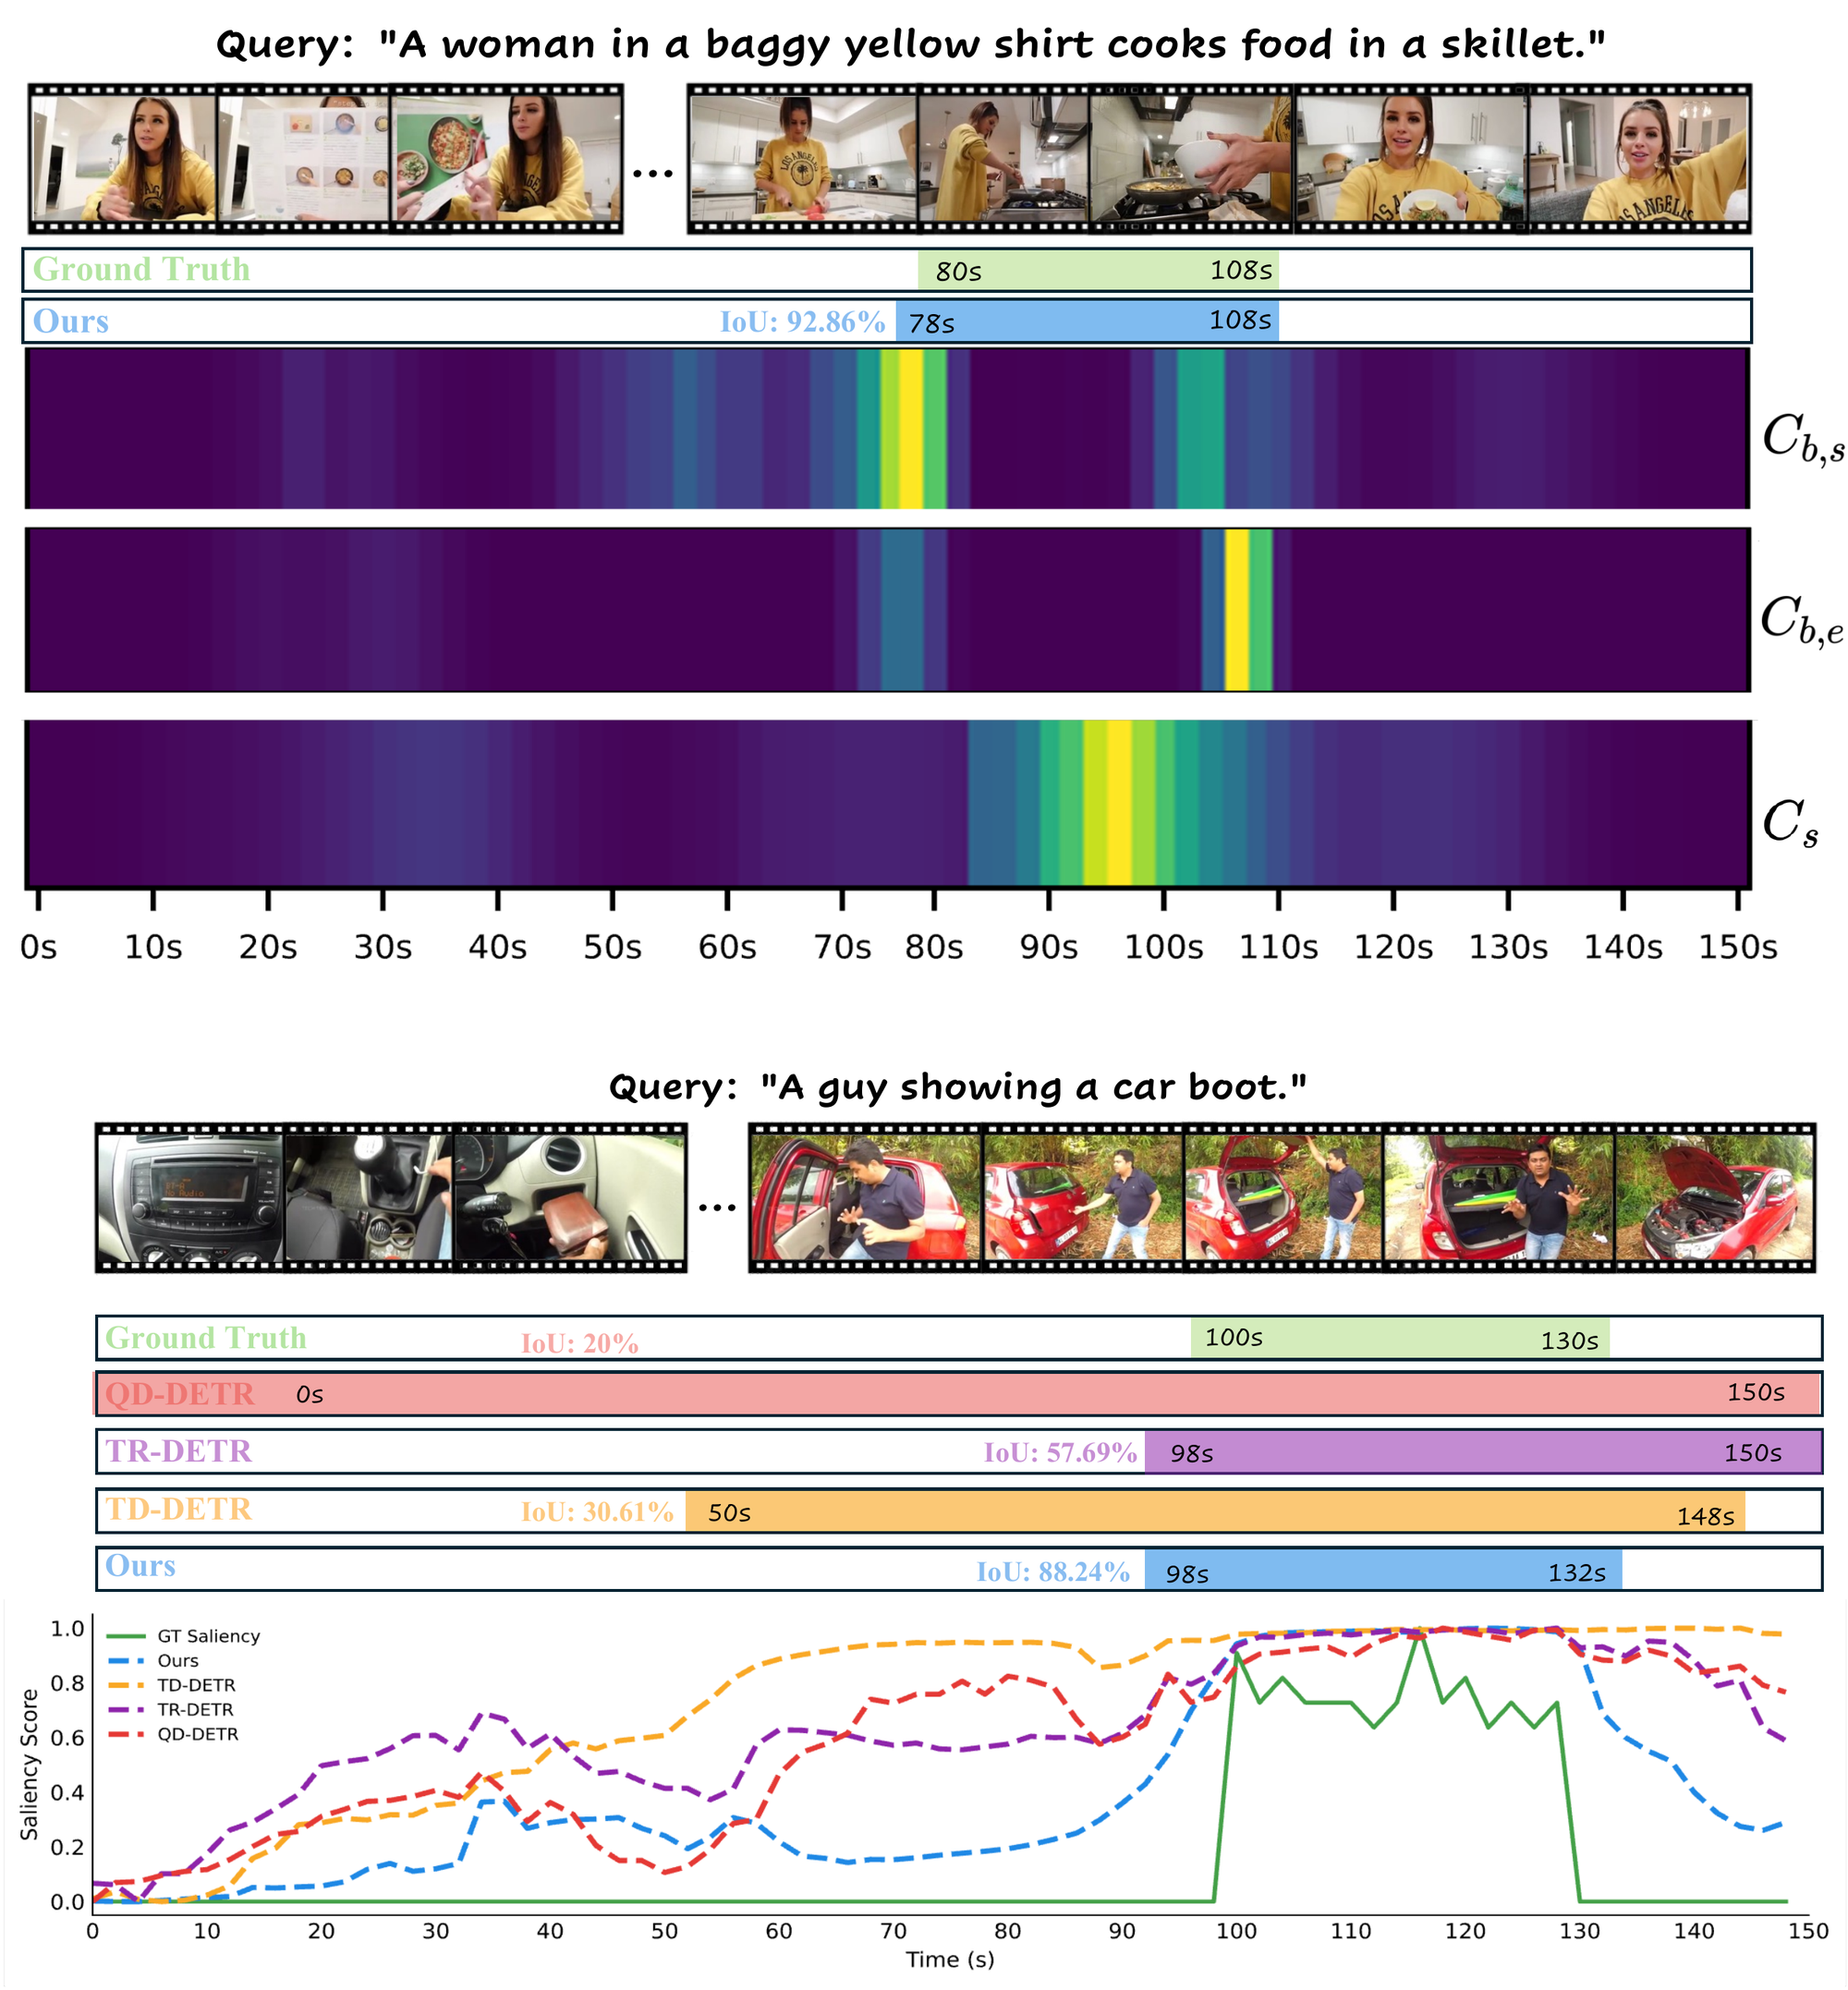 Query: "A woman in a baggy yellow shirt cooks food in a skillet."
LOS ANGELES
Ground Truth 80s 108s
Ours IoU: 92.86% 78s 108s
C_{b,s}
C_{b,e}
C_s
0s 10s 20s 30s 40s 50s 60s 70s 80s 90s 100s 110s 120s 130s 140s 150s
Query: "A guy showing a car boot."
Ground Truth IoU: 20% 100s 130s
QD-DETR 0s 150s
TR-DETR IoU: 57.69% 98s 150s
TD-DETR IoU: 30.61% 50s 148s
Ours IoU: 88.24% 98s 132s
Saliency Score
1.0
0.8
0.6
0.4
0.2
0.0
GT Saliency
Ours
TD-DETR
TR-DETR
QD-DETR
0 10 20 30 40 50 60 70 80 90 100 110 120 130 140 150
Time (s)